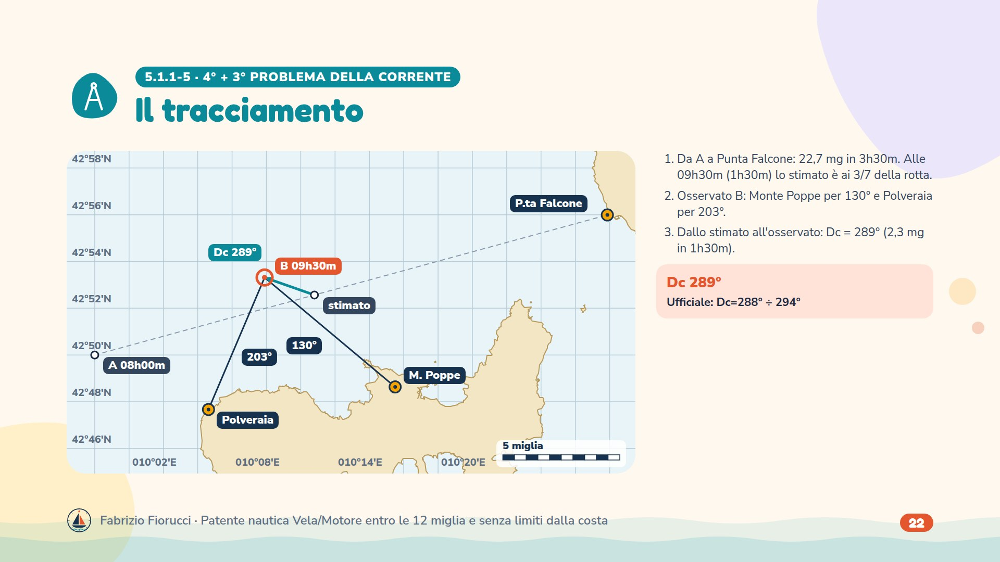 5.1.1-5 · 4° + 3° PROBLEMA DELLA CORRENTE
Il tracciamento
42°58'N
42°56'N
42°54'N
42°52'N
42°50'N
42°48'N
42°46'N
010°02'E
010°08'E
010°14'E
010°20'E
P.ta Falcone
Dc 289°
B 09h30m
stimato
130°
203°
A 08h00m
M. Poppe
Polveraia
5 miglia
1. Da A a Punta Falcone: 22,7 mg in 3h30m. Alle
09h30m (1h30m) lo stimato è ai 3/7 della rotta.
2. Osservato B: Monte Poppe per 130° e Polveraia
per 203°.
3. Dallo stimato all'osservato: Dc = 289° (2,3 mg
in 1h30m).
Dc 289°
Ufficiale: Dc=288° ÷ 294°
Fabrizio Fiorucci · Patente nautica Vela/Motore entro le 12 miglia e senza limiti dalla costa
22